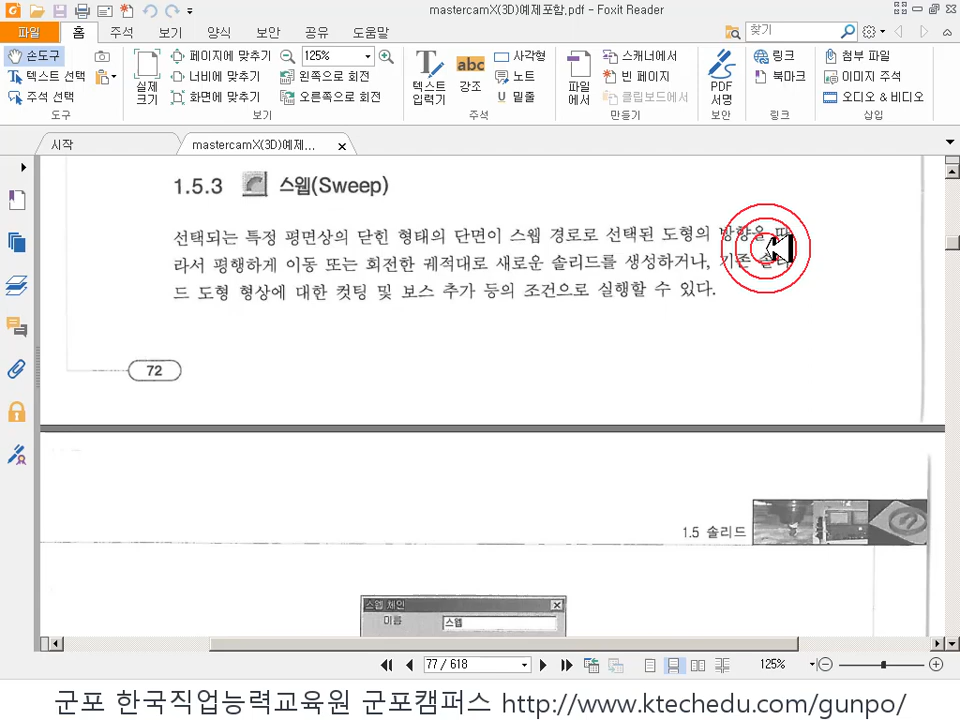 mastercamX(3D)예제포함.pdf - Foxit Reader
파일 홈 주석 보기 양식 보안 공유 도움말
찾기
손도구
텍스트 선택
주석 선택
도구
실제 크기
페이지에 맞추기
너비에 맞추기
화면에 맞추기
125%
왼쪽으로 회전
오른쪽으로 회전
보기
텍스트 입력기
abc
강조
사각형
노트
밑줄
주석
파일에서
스캐너에서
빈 페이지
클립보드에서
만들기
PDF 서명
보안
링크
북마크
링크
첨부 파일
이미지 주석
오디오 & 비디오
삽입
시작
mastercamX(3D)예제...
1.5.3 스웹(Sweep)
선택되는 특정 평면상의 닫힌 형태의 단면이 스웹 경로로 선택된 도형의 방향을 따
라서 평행하게 이동 또는 회전한 궤적대로 새로운 솔리드를 생성하거나, 기존 솔리
드 도형 형상에 대한 컷팅 및 보스 추가 등의 조건으로 실행할 수 있다.
72
1.5 솔리드
스웹 체인
미름
스웹
77 / 618
125%
군포 한국직업능력교육원 군포캠퍼스 http://www.ktechedu.com/gunpo/